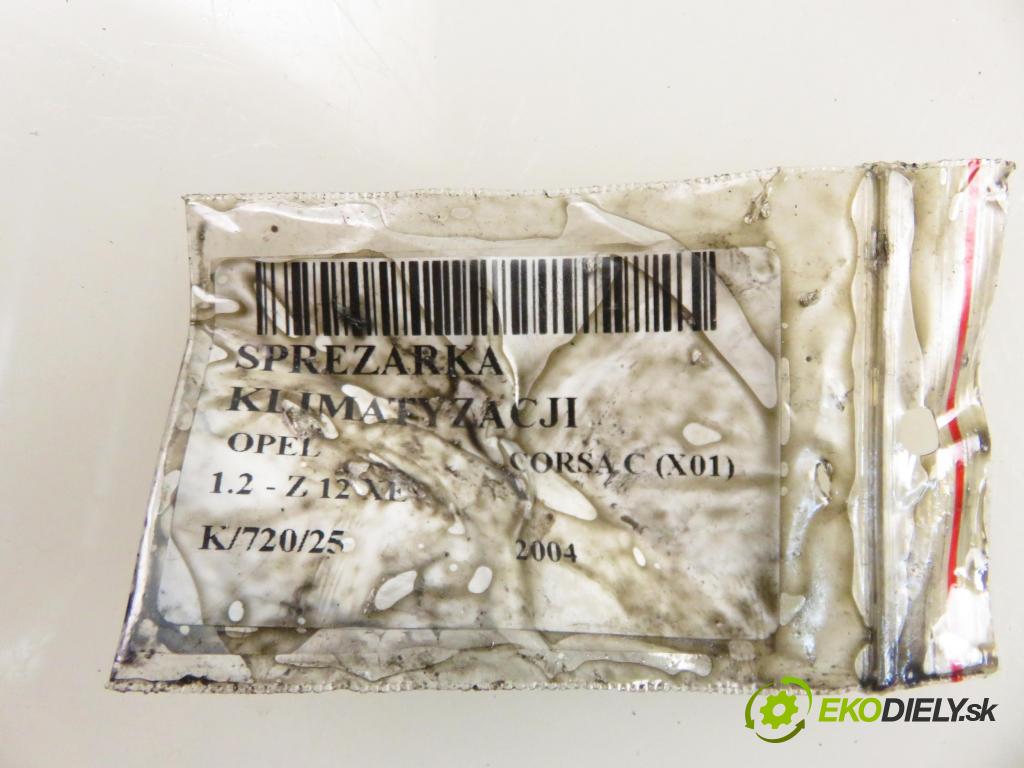 SPREZARKA
KLIMATYZACJI
OPEL CORSA C (X01)
1.2 - Z 12 XE
K/720/25 2004
EKODIELY.sk